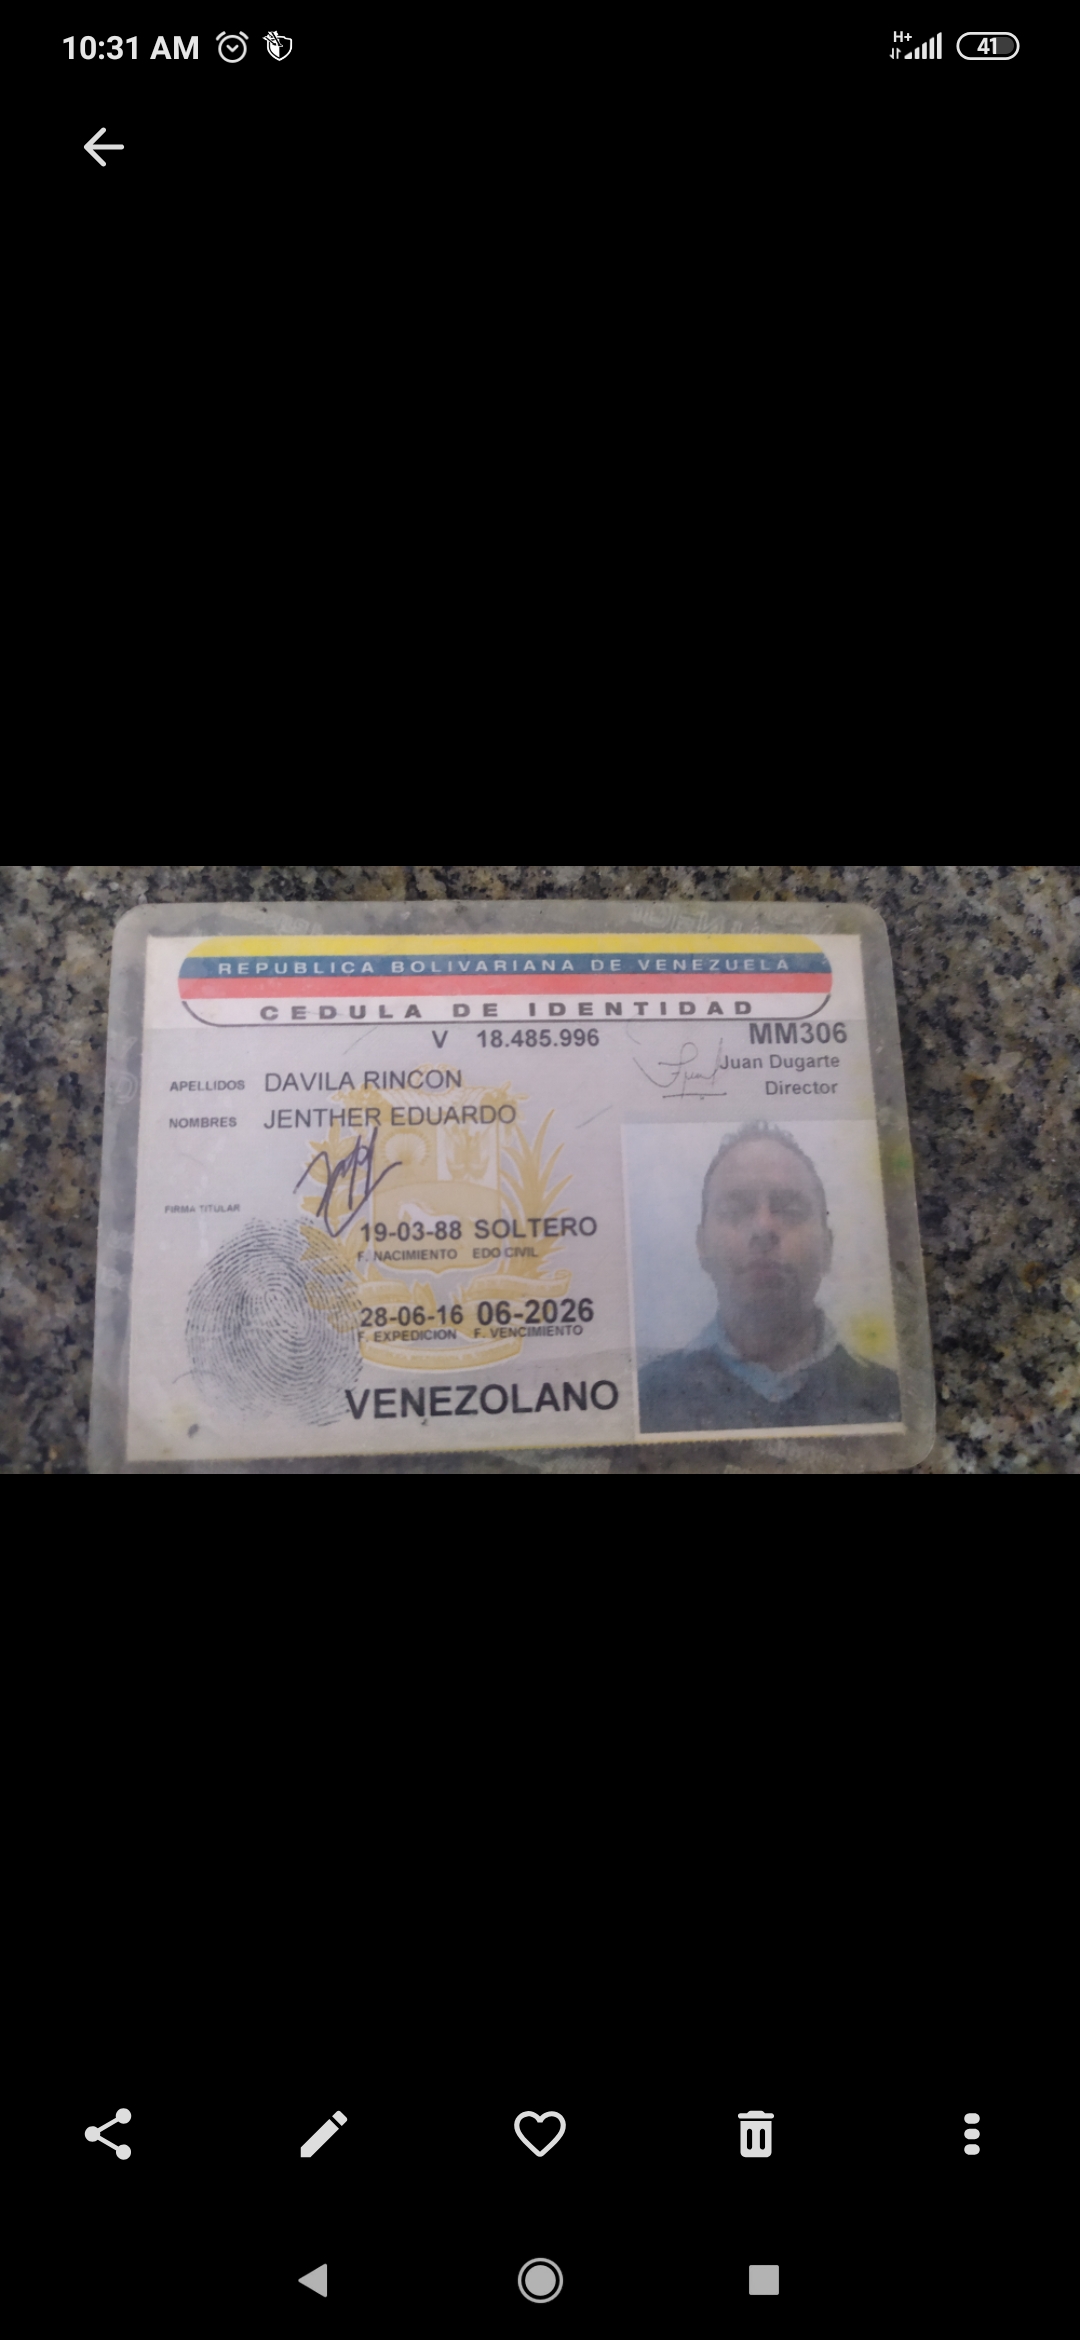 10:31 AM
H+
41
REPUBLICA BOLIVARIANA DE VENEZUELA
CEDULA DE IDENTIDAD
V 18.485.996
MM306
Juan Dugarte
Director
APELLIDOS DAVILA RINCON
NOMBRES JENTHER EDUARDO
FIRMA TITULAR
19-03-88 SOLTERO
F. NACIMIENTO EDO CIVIL
28-06-16 06-2026
F. EXPEDICION F. VENCIMIENTO
VENEZOLANO